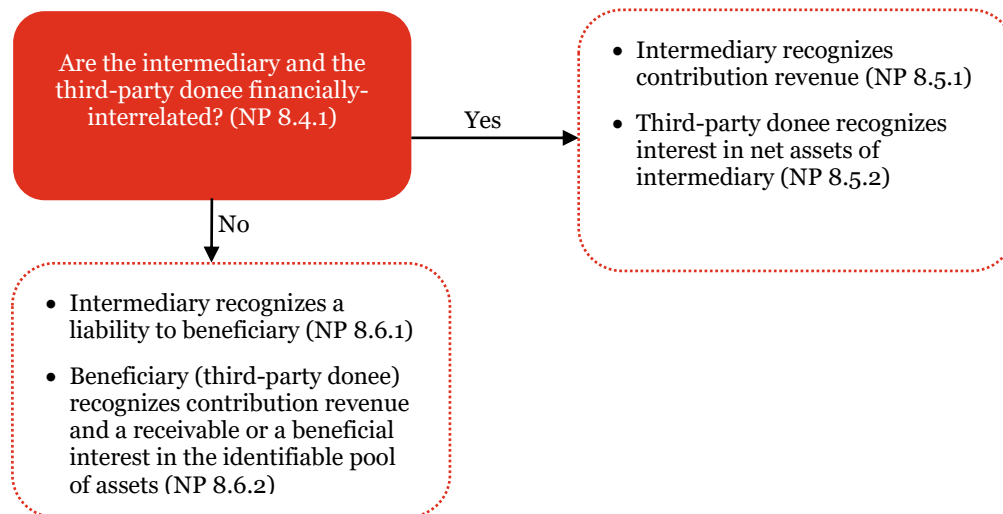 Are the intermediary and the
third-party donee financially-
interrelated? (NP 8.4.1)
Yes
• Intermediary recognizes
contribution revenue (NP 8.5.1)
• Third-party donee recognizes
interest in net assets of
intermediary (NP 8.5.2)
No
• Intermediary recognizes a
liability to beneficiary (NP 8.6.1)
• Beneficiary (third-party donee)
recognizes contribution revenue
and a receivable or a beneficial
interest in the identifiable pool
of assets (NP 8.6.2)